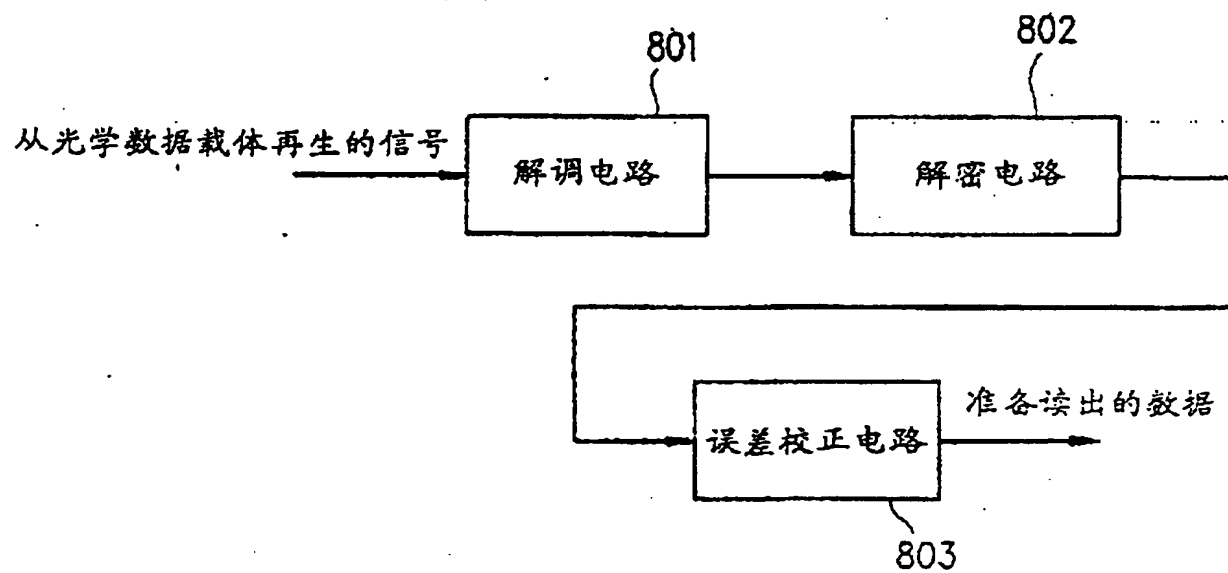 801
802
从光学数据载体再生的信号
解调电路
解密电路
准备读出的数据
误差校正电路
803